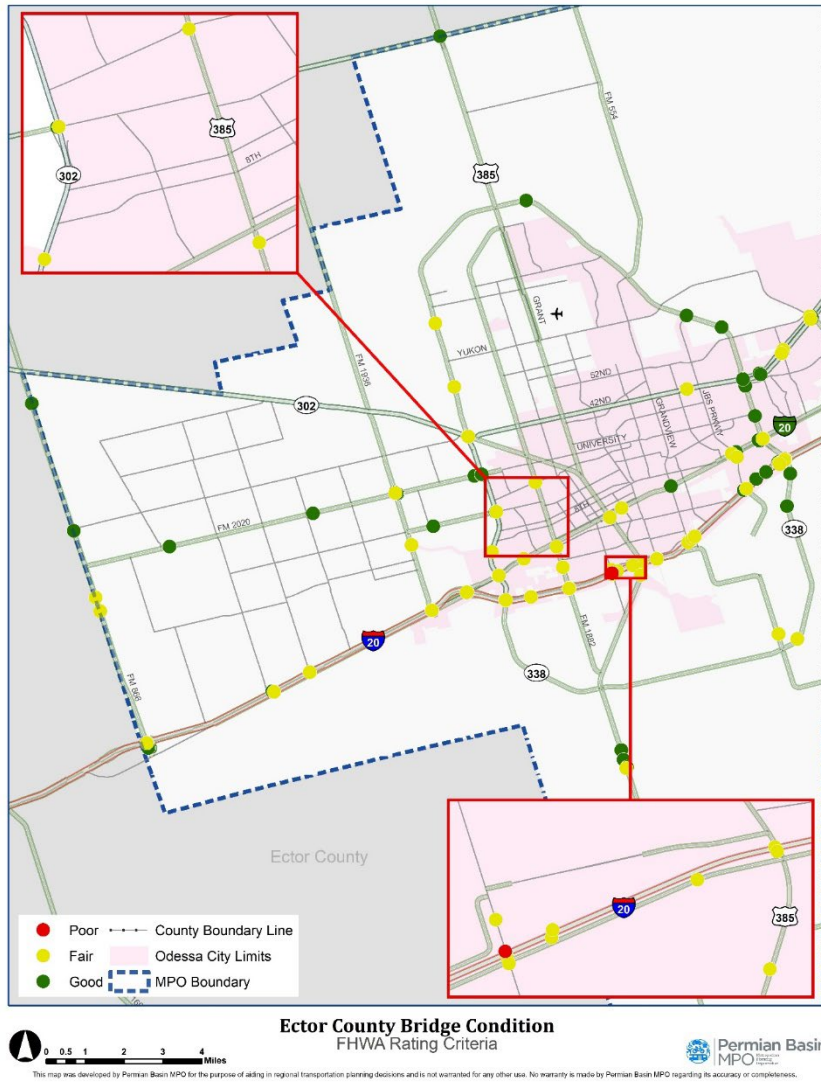 385
8TH
302
FM 554
385
GRANT
YUKON
52ND
FM 1936
302
42ND
UNIVERSITY
GRANDVIEW
JBS PRKWY
20
8TH
FM 2020
338
20
FM 1882
338
FM 866
Ector County
20
385
Poor
County Boundary Line
Fair
Odessa City Limits
Good
MPO Boundary
Ector County Bridge Condition
FHWA Rating Criteria
0 0.5 1 2 3 4
Miles
Permian Basin
MPO
This map was developed by Permian Basin MPO for the purpose of aiding in regional transportation planning decisions and is not warranted for any other use. No warranty is made by Permian Basin MPO regarding its accuracy or completeness.